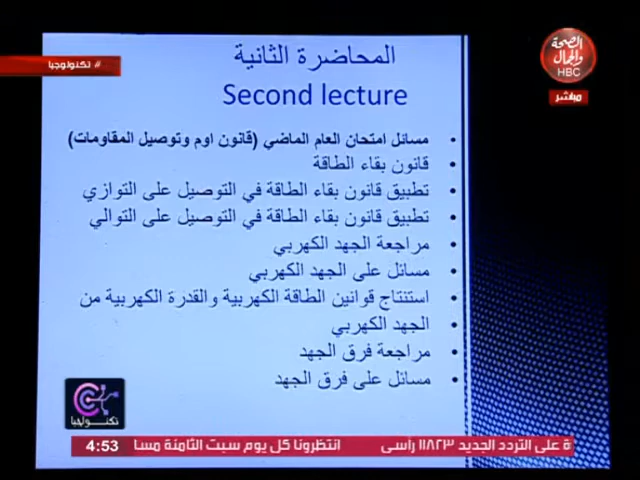 المحاضرة الثانية
Second lecture
# تكنولوجيا
الصحة
والجمال
HBC
مباشر
• مسائل امتحان العام الماضي (قانون اوم وتوصيل المقاومات)
• قانون بقاء الطاقة
• تطبيق قانون بقاء الطاقة في التوصيل على التوازي
• تطبيق قانون بقاء الطاقة في التوصيل على التوالي
• مراجعة الجهد الكهربي
• مسائل على الجهد الكهربي
• استنتاج قوانين الطاقة الكهربية والقدرة الكهربية من
• الجهد الكهربي
• مراجعة فرق الجهد
• مسائل على فرق الجهد
تكنولوجيا
ة على التردد الجديد ١١٨٢٣ رأسى انتظرونا كل يوم سبت الثامنة مسا
4:53